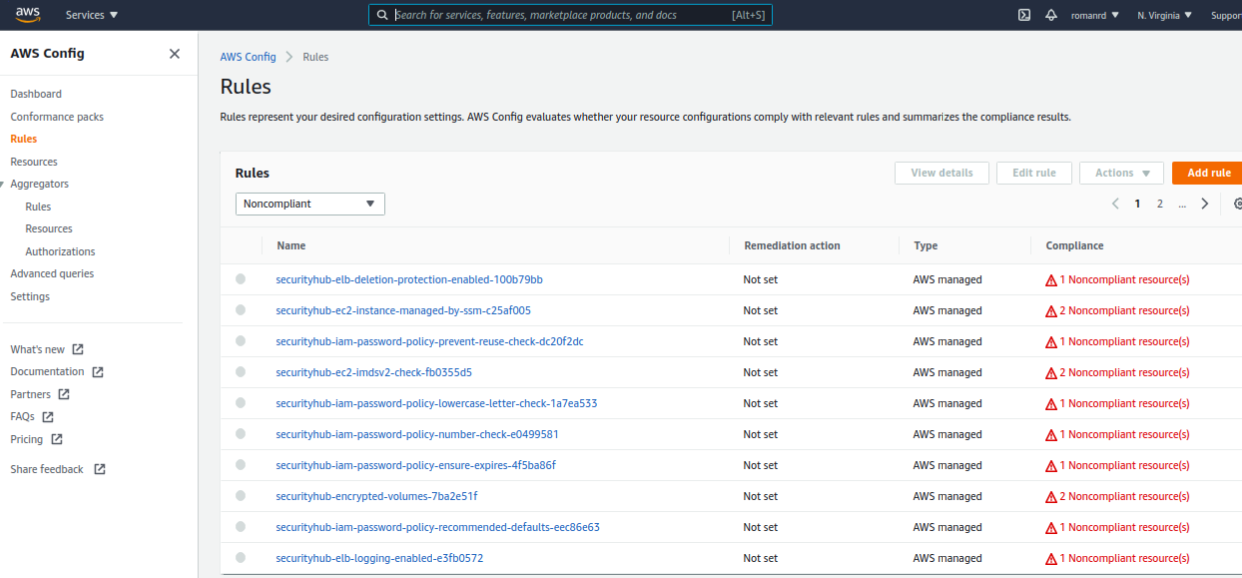 aws Services Search for services, features, marketplace products, and docs [Alt+S] romanrd N. Virginia Suppor
AWS Config
Dashboard
Conformance packs
Rules
Resources
Aggregators
Rules
Resources
Authorizations
Advanced queries
Settings
What's new
Documentation
Partners
FAQs
Pricing
Share feedback
AWS Config Rules
Rules
Rules represent your desired configuration settings. AWS Config evaluates whether your resource configurations comply with relevant rules and summarizes the compliance results.
Rules View details Edit rule Actions Add rule
Noncompliant 1 2 ...
Name Remediation action Type Compliance
securityhub-elb-deletion-protection-enabled-100b79bb Not set AWS managed 1 Noncompliant resource(s)
securityhub-ec2-instance-managed-by-ssm-c25af005 Not set AWS managed 2 Noncompliant resource(s)
securityhub-iam-password-policy-prevent-reuse-check-dc20f2dc Not set AWS managed 1 Noncompliant resource(s)
securityhub-ec2-imdsv2-check-fb0355d5 Not set AWS managed 2 Noncompliant resource(s)
securityhub-iam-password-policy-lowercase-letter-check-1a7ea533 Not set AWS managed 1 Noncompliant resource(s)
securityhub-iam-password-policy-number-check-e0499581 Not set AWS managed 1 Noncompliant resource(s)
securityhub-iam-password-policy-ensure-expires-4f5ba86f Not set AWS managed 1 Noncompliant resource(s)
securityhub-encrypted-volumes-7ba2e51f Not set AWS managed 2 Noncompliant resource(s)
securityhub-iam-password-policy-recommended-defaults-eec86e63 Not set AWS managed 1 Noncompliant resource(s)
securityhub-elb-logging-enabled-e3fb0572 Not set AWS managed 1 Noncompliant resource(s)